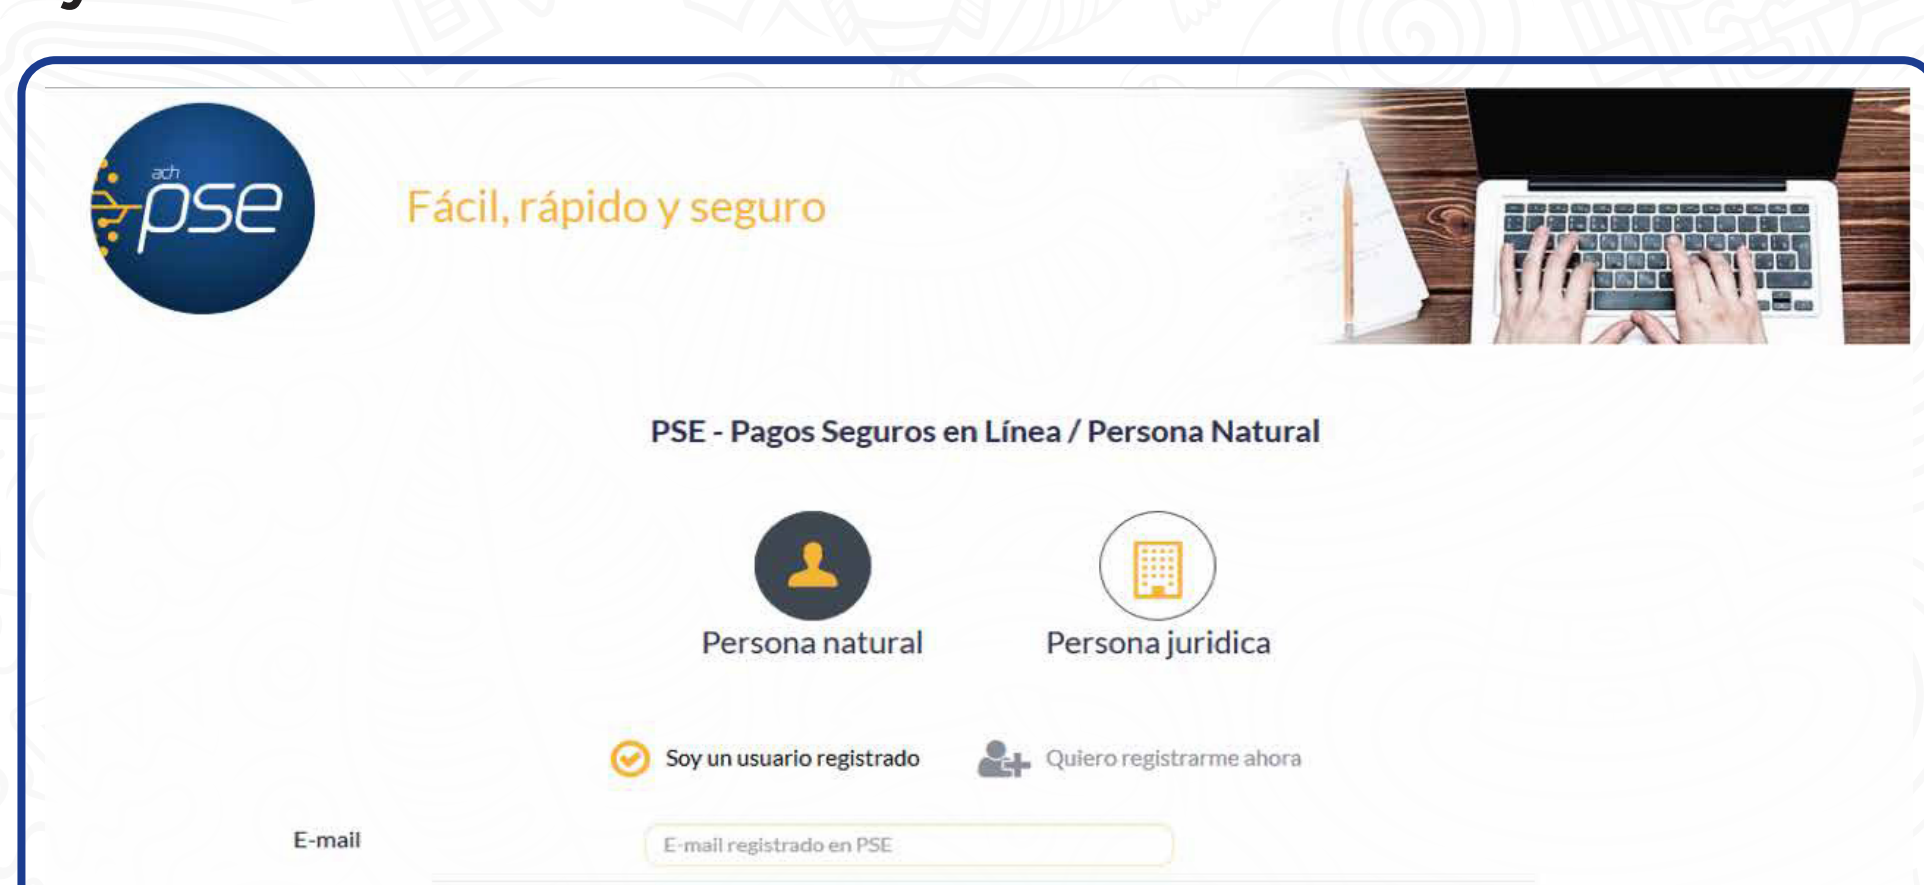 ach
pse
Fácil, rápido y seguro
PSE - Pagos Seguros en Línea / Persona Natural
Persona natural
Persona juridica
Soy un usuario registrado
Quiero registrarme ahora
E-mail
E-mail registrado en PSE